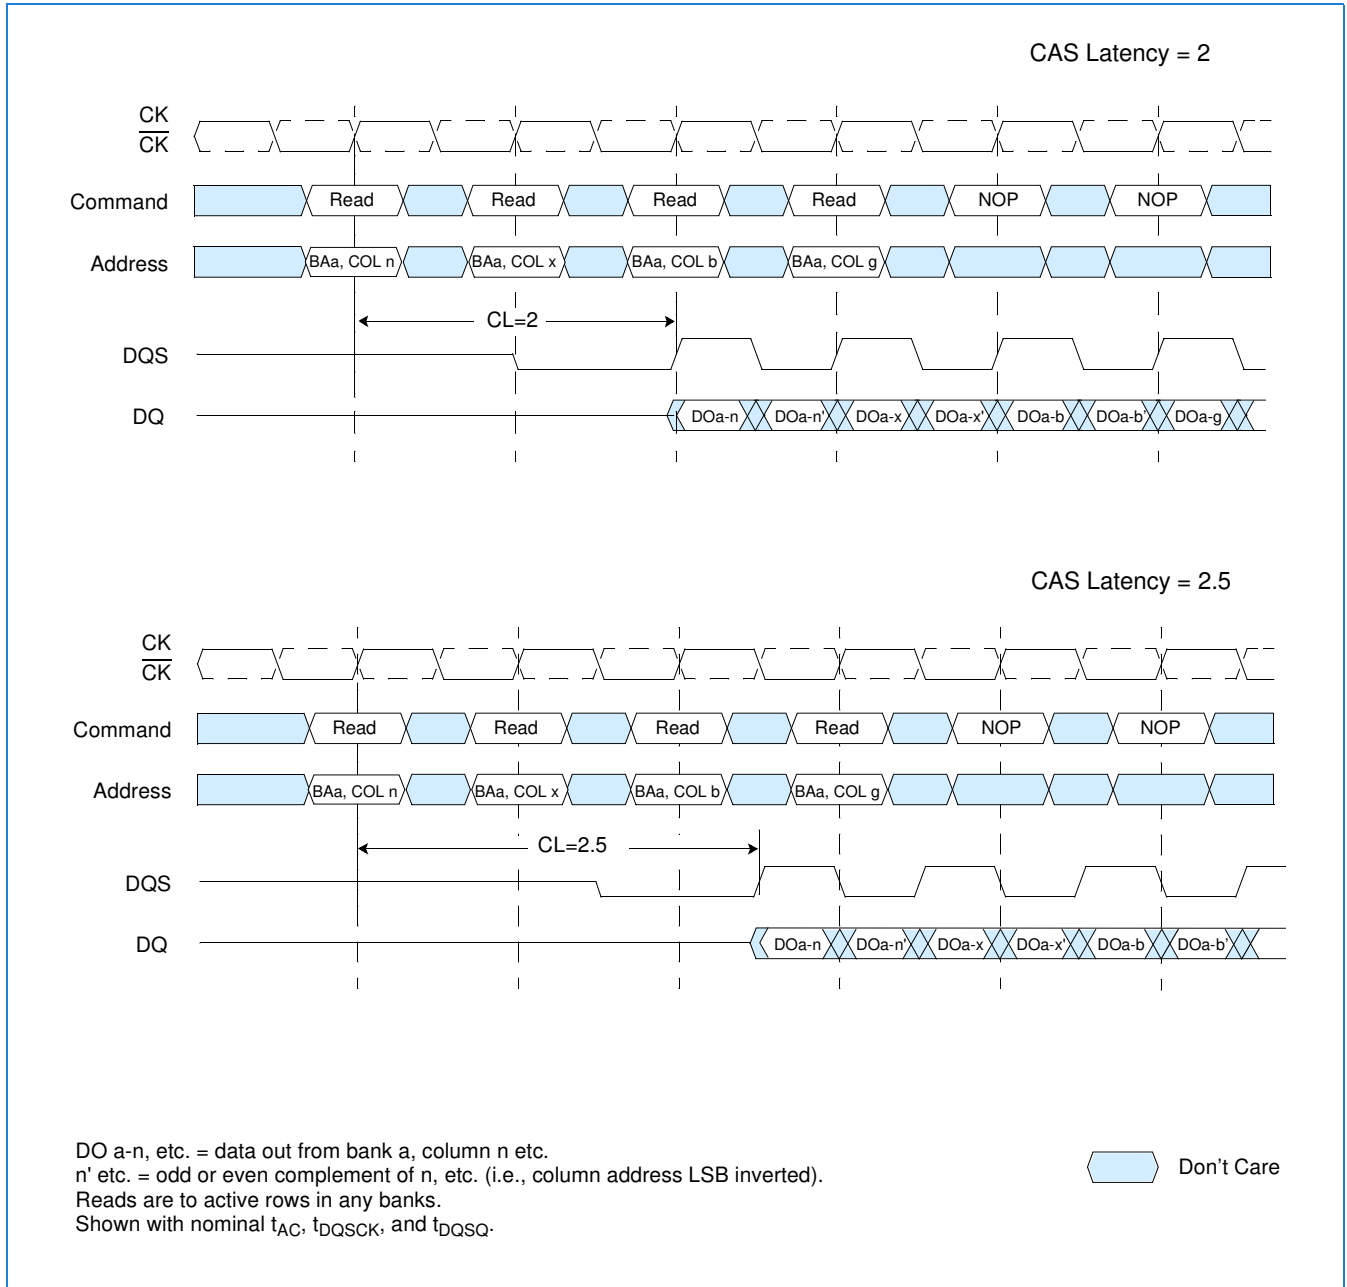 CAS Latency = 2
CK
CK
Command Read Read Read Read NOP NOP
Address BAa, COL n BAa, COL x BAa, COL b BAa, COL g
CL=2
DQS
DQ DOa-n DOa-n' DOa-x DOa-x' DOa-b DOa-b' DOa-g
CAS Latency = 2.5
CK
CK
Command Read Read Read Read NOP NOP
Address BAa, COL n BAa, COL x BAa, COL b BAa, COL g
CL=2.5
DQS
DQ DOa-n DOa-n' DOa-x DOa-x' DOa-b DOa-b'
DO a-n, etc. = data out from bank a, column n etc.
n' etc. = odd or even complement of n, etc. (i.e., column address LSB inverted).
Reads are to active rows in any banks.
Shown with nominal tAC, tDQSCK, and tDQSQ.
Don't Care